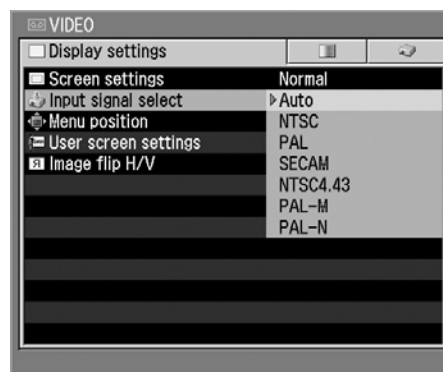 VIDEO
Display settings
Screen settings Normal
Input signal select Auto
Menu position NTSC
User screen settings PAL
Image flip H/V SECAM
NTSC4.43
PAL-M
PAL-N